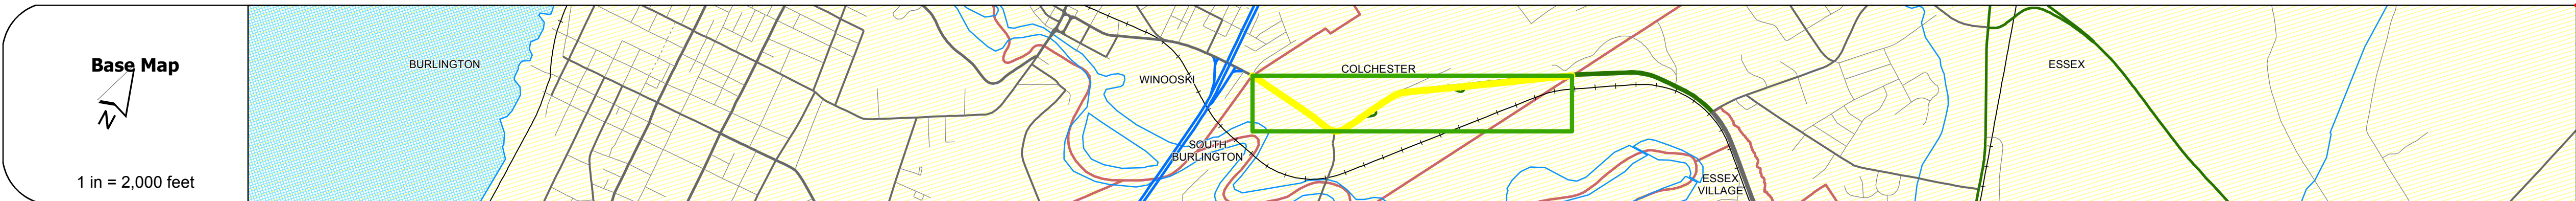 Base Map
N
1 in = 2,000 feet
BURLINGTON
WINOOSKI
COLCHESTER
SOUTH
BURLINGTON
ESSEX
VILLAGE
ESSEX